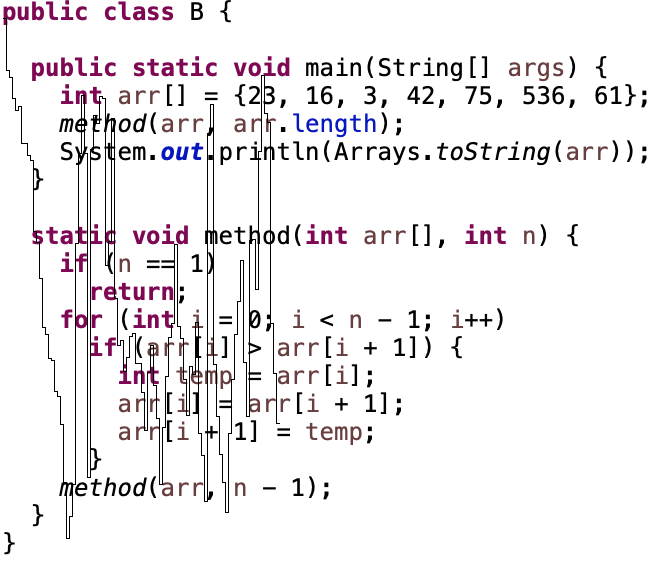 public class B {
public static void main(String[] args) {
int arr[] = {23, 16, 3, 42, 75, 536, 61};
method(arr, arr.length);
System.out.println(Arrays.toString(arr));
}
static void method(int arr[], int n) {
if (n == 1)
return;
for (int i = 0; i < n - 1; i++)
if (arr[i] > arr[i + 1]) {
int temp = arr[i];
arr[i] = arr[i + 1];
arr[i + 1] = temp;
}
method(arr, n - 1);
}
}